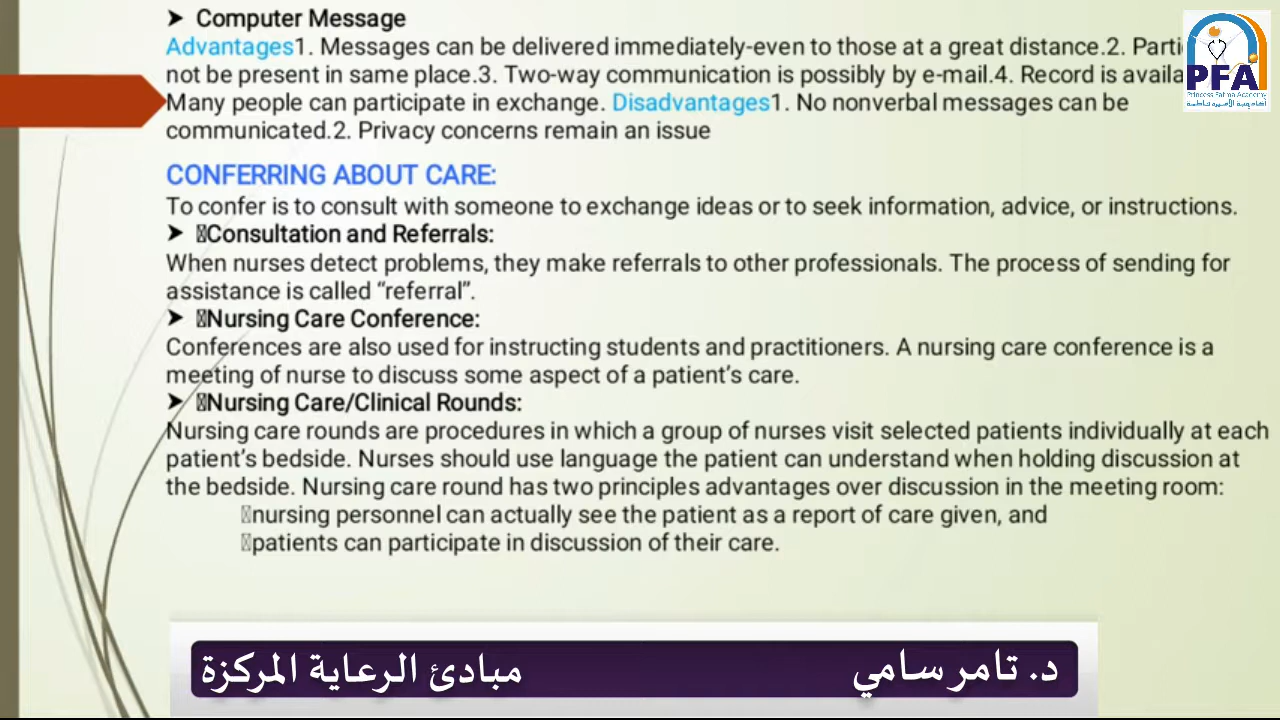 ➤ Computer Message
Advantages1. Messages can be delivered immediately-even to those at a great distance.2.
not be present in same place.3. Two-way communication is possibly by e-mail.4. Record is
Many people can participate in exchange. Disadvantages1. No nonverbal messages can be
communicated.2. Privacy concerns remain an issue
PFA
Princess Fatma Academy
أكاديمية الأميرة فاطمة
CONFERRING ABOUT CARE:
To confer is to consult with someone to exchange ideas or to seek information, advice, or instructions.
➤ Consultation and Referrals:
When nurses detect problems, they make referrals to other professionals. The process of sending for
assistance is called “referral”.
➤ Nursing Care Conference:
Conferences are also used for instructing students and practitioners. A nursing care conference is a
meeting of nurse to discuss some aspect of a patient’s care.
➤ Nursing Care/Clinical Rounds:
Nursing care rounds are procedures in which a group of nurses visit selected patients individually at each
patient’s bedside. Nurses should use language the patient can understand when holding discussion at
the bedside. Nursing care round has two principles advantages over discussion in the meeting room:
nursing personnel can actually see the patient as a report of care given, and
patients can participate in discussion of their care.
د. تامر سامي
مبادئ الرعاية المركزة